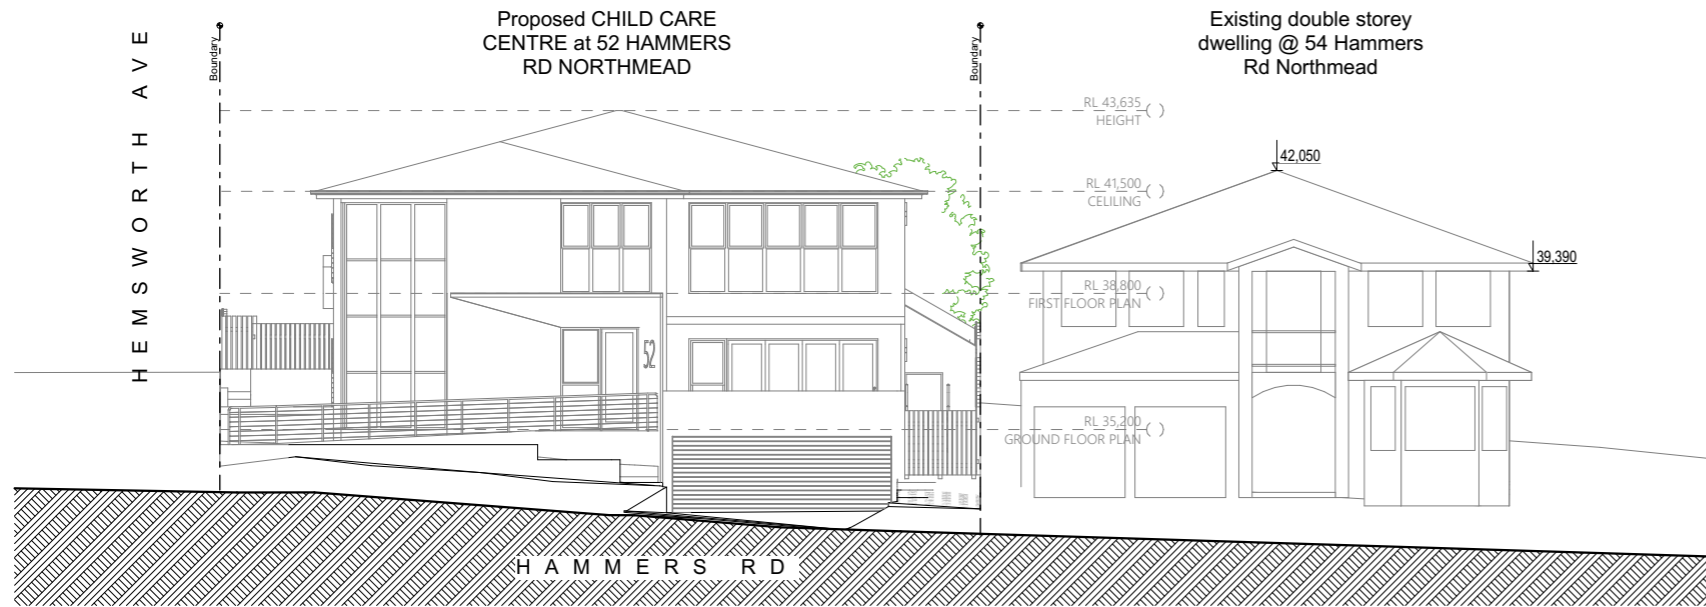 HEMSWORTH AVE
Boundary
Proposed CHILD CARE
CENTRE at 52 HAMMERS
RD NORTHMEAD
Boundary
Existing double storey
dwelling @ 54 Hammers
Rd Northmead
RL 43,635
HEIGHT
42,050
RL 41,500
CELILING
39,390
RL 38,800
FIRST FLOOR PLAN
52
RL 35,200
GROUND FLOOR PLAN
HAMMERS RD